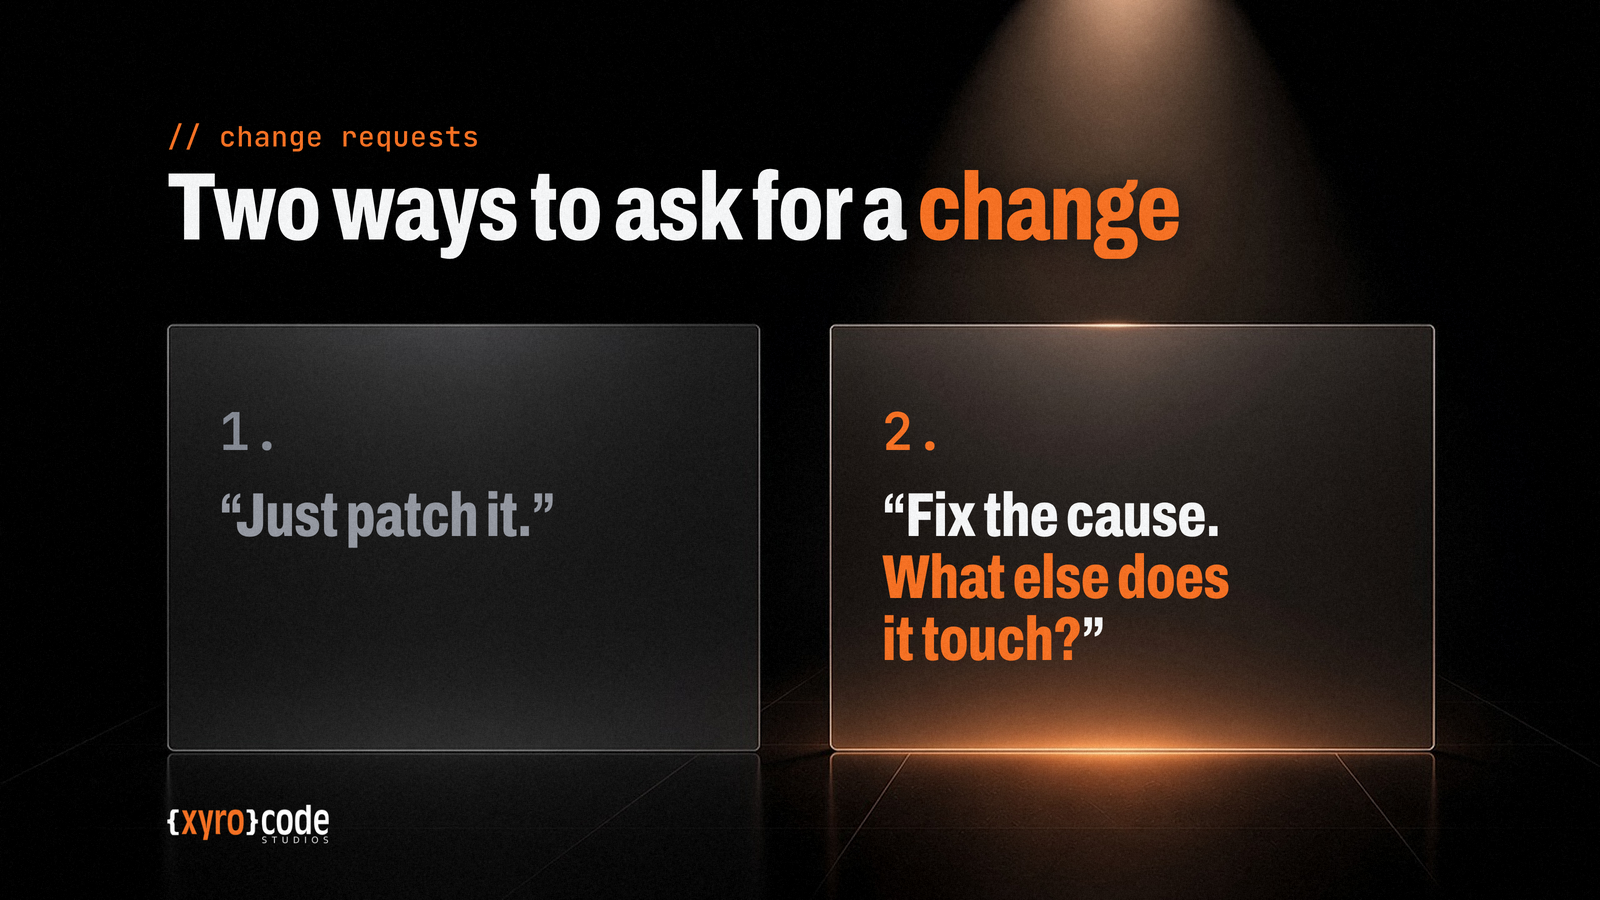 // change requests
Two ways to ask for a change
1.
“Just patch it.”
2.
“Fix the cause.
What else does
it touch?”
{xyro}code
STUDIOS